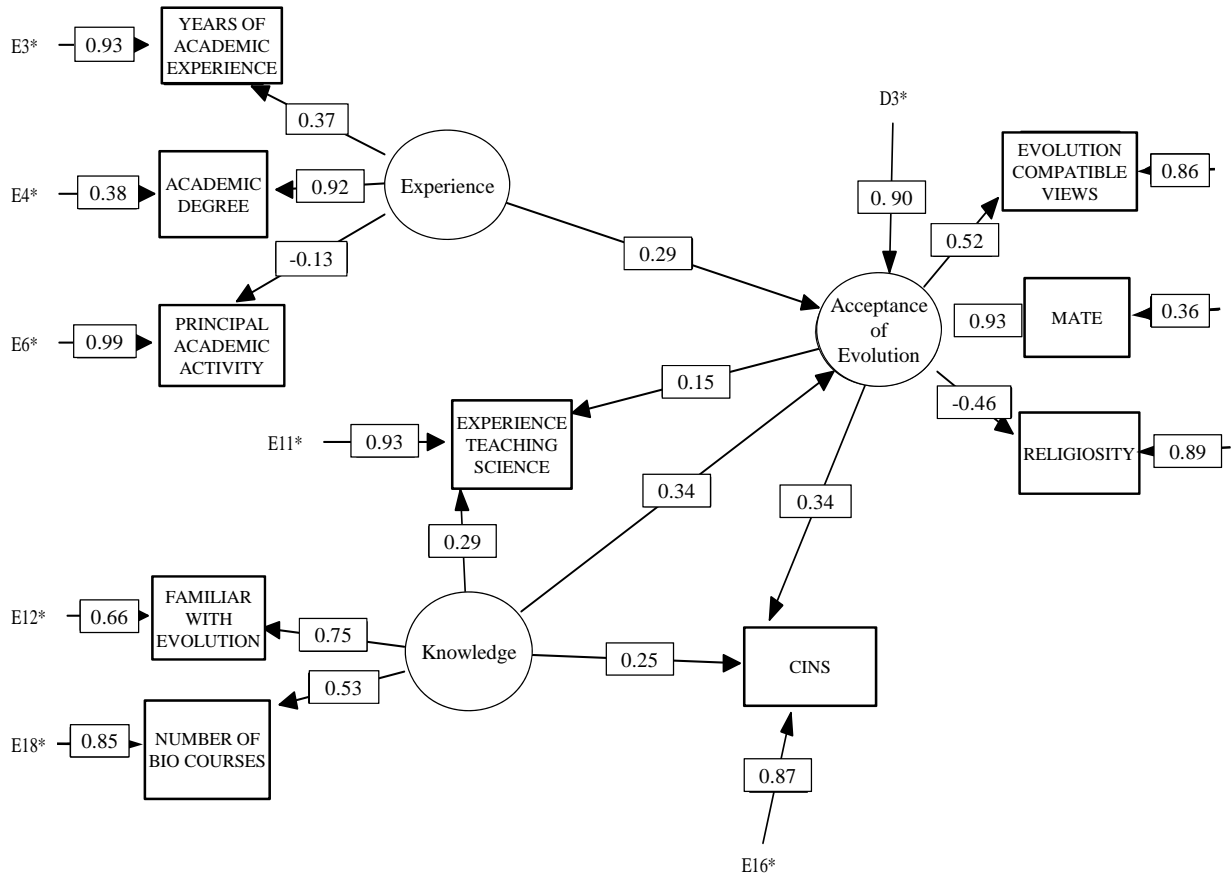 E3*
0.93
YEARS OF
ACADEMIC
EXPERIENCE
0.37
E4*
0.38
ACADEMIC
DEGREE
0.92
Experience
-0.13
E6*
0.99
PRINCIPAL
ACADEMIC
ACTIVITY
0.29
D3*
0. 90
EVOLUTION
COMPATIBLE
VIEWS
0.86
0.52
Acceptance
of
Evolution
0.93
MATE
0.36
-0.46
RELIGIOSITY
0.89
0.15
E11*
0.93
EXPERIENCE
TEACHING
SCIENCE
0.29
0.34
0.34
E12*
0.66
FAMILIAR
WITH
EVOLUTION
0.75
Knowledge
0.25
CINS
0.53
E18*
0.85
NUMBER OF
BIO COURSES
0.87
E16*